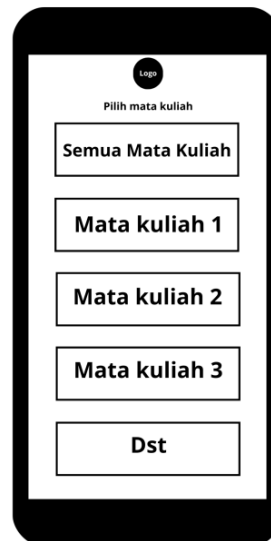 Logo
Pilih mata kuliah
Semua Mata Kuliah
Mata kuliah 1
Mata kuliah 2
Mata kuliah 3
Dst